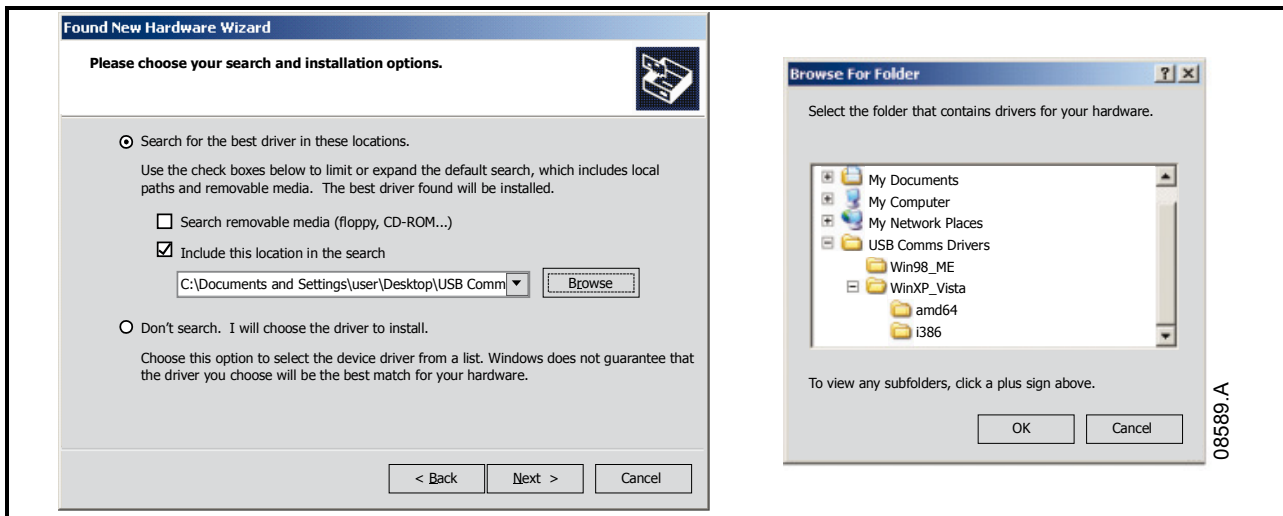 Found New Hardware Wizard
Please choose your search and installation options.
Search for the best driver in these locations.
Use the check boxes below to limit or expand the default search, which includes local
paths and removable media. The best driver found will be installed.
Search removable media (floppy, CD-ROM...)
Include this location in the search
C:\Documents and Settings\user\Desktop\USB Comm
Browse
Don't search. I will choose the driver to install.
Choose this option to select the device driver from a list. Windows does not guarantee that
the driver you choose will be the best match for your hardware.
< Back
Next >
Cancel
Browse For Folder
Select the folder that contains drivers for your hardware.
My Documents
My Computer
My Network Places
USB Comms Drivers
Win98_ME
WinXP_Vista
amd64
i386
To view any subfolders, click a plus sign above.
OK
Cancel
08589.A